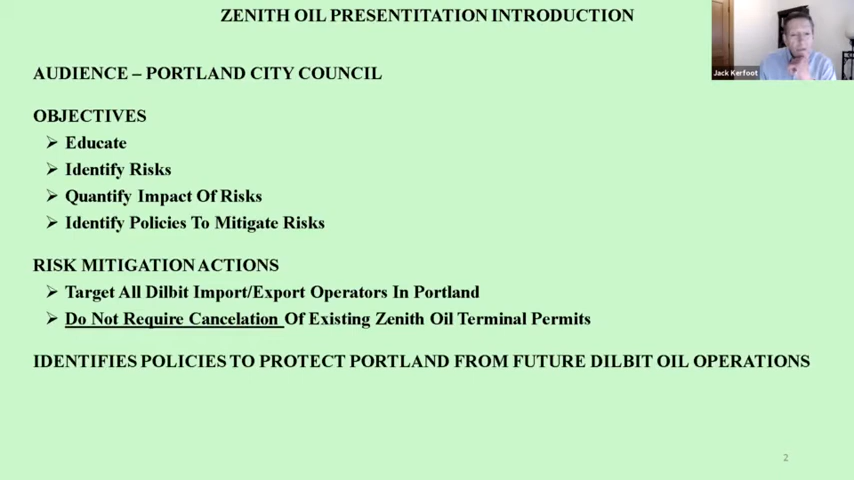 ZENITH OIL PRESENTITATION INTRODUCTION
Jack Kerfoot
AUDIENCE – PORTLAND CITY COUNCIL
OBJECTIVES
➢ Educate
➢ Identify Risks
➢ Quantify Impact Of Risks
➢ Identify Policies To Mitigate Risks
RISK MITIGATION ACTIONS
➢ Target All Dilbit Import/Export Operators In Portland
➢ Do Not Require Cancelation Of Existing Zenith Oil Terminal Permits
IDENTIFIES POLICIES TO PROTECT PORTLAND FROM FUTURE DILBIT OIL OPERATIONS
2